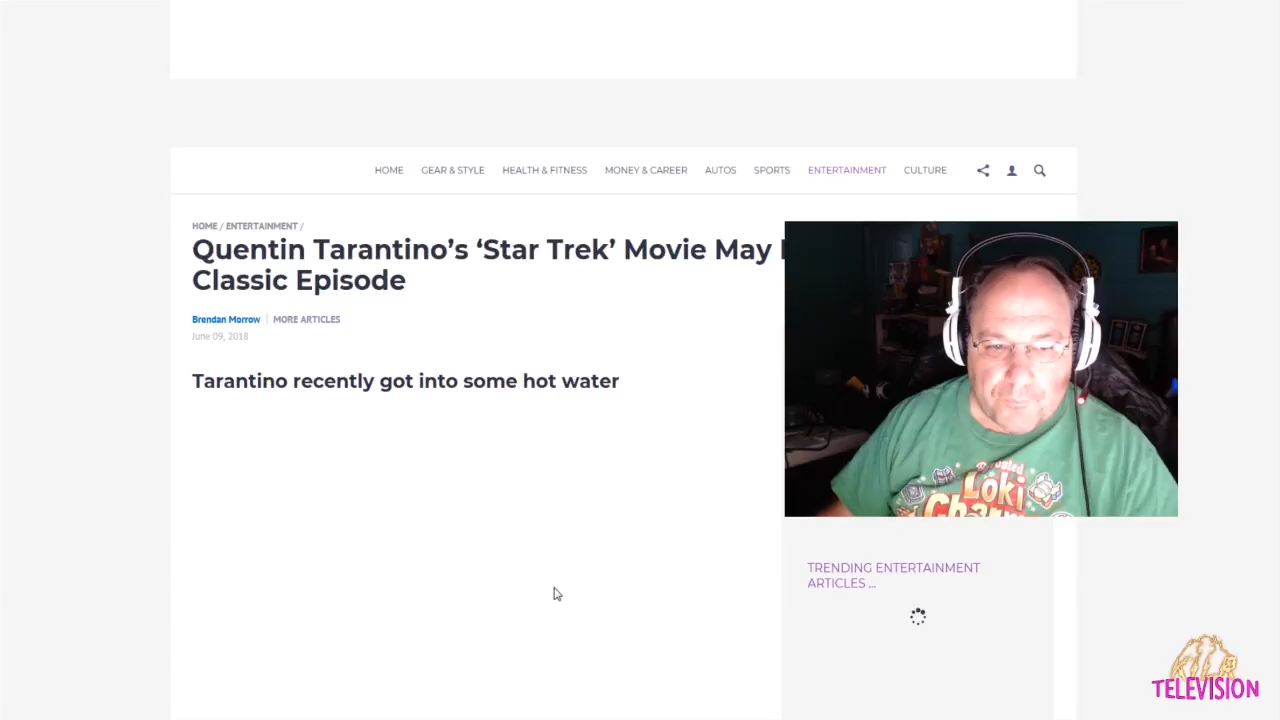 HOME GEAR & STYLE HEALTH & FITNESS MONEY & CAREER AUTOS SPORTS ENTERTAINMENT CULTURE
HOME / ENTERTAINMENT /
Quentin Tarantino's 'Star Trek' Movie May
Classic Episode
Brendan Morrow | MORE ARTICLES
June 09, 2018
Tarantino recently got into some hot water
Loki
TRENDING ENTERTAINMENT
ARTICLES ...
KILR
TELEVISION